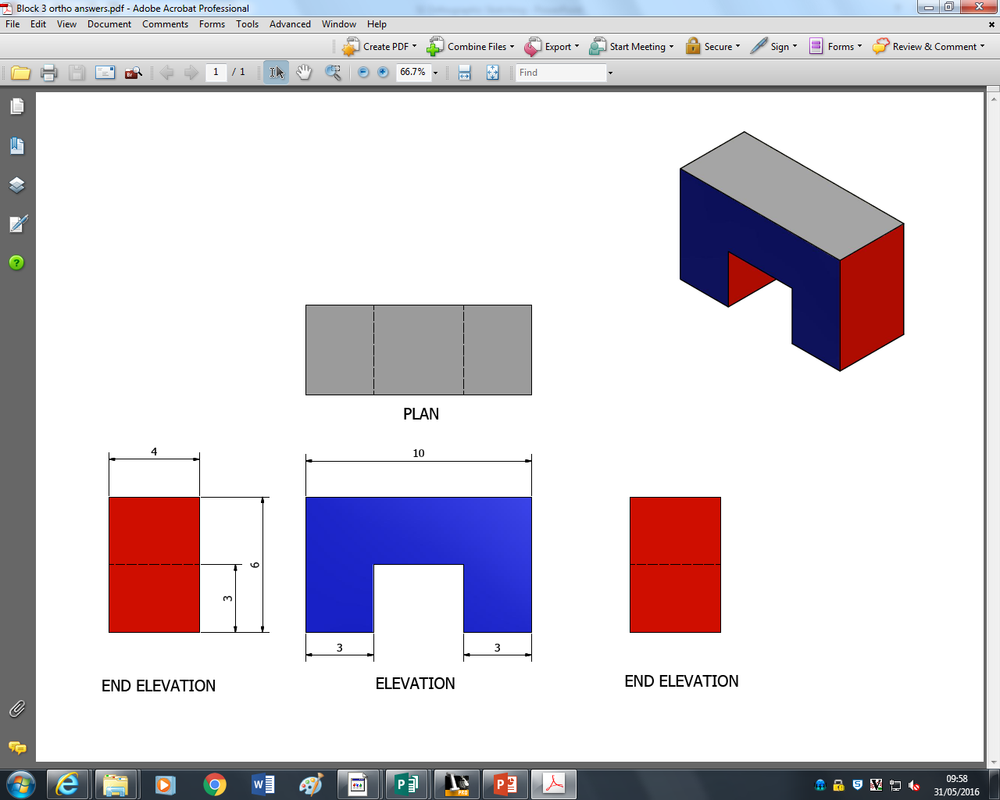 Block 3 ortho answers.pdf - Adobe Acrobat Professional
File Edit View Document Comments Forms Tools Advanced Window Help
Create PDF Combine Files Export Start Meeting Secure Sign Forms Review & Comment
1 / 1 66.7% Find
PLAN
4
10
6
3
3
3
END ELEVATION
ELEVATION
END ELEVATION
09:58
31/05/2016